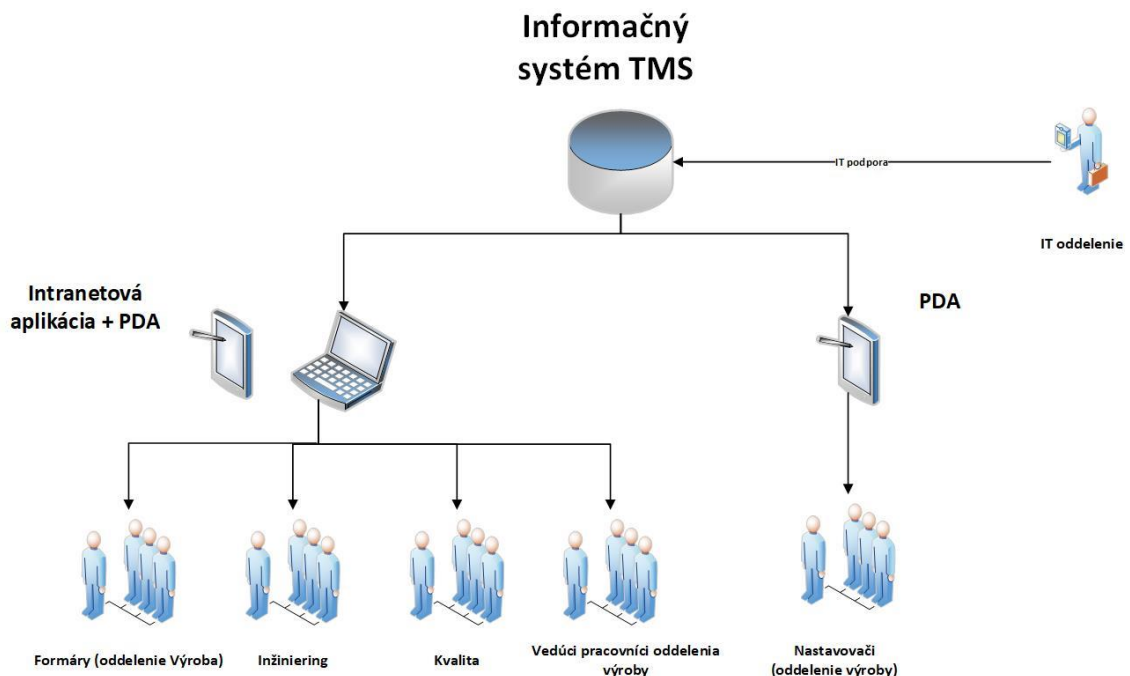 Informačný
systém TMS
IT podpora
IT oddelenie
Intranetová
aplikácia + PDA
PDA
Formáry (oddelenie Výroba)
Inžiniering
Kvalita
Vedúci pracovníci oddelenia
výroby
Nastavovači
(oddelenie výroby)